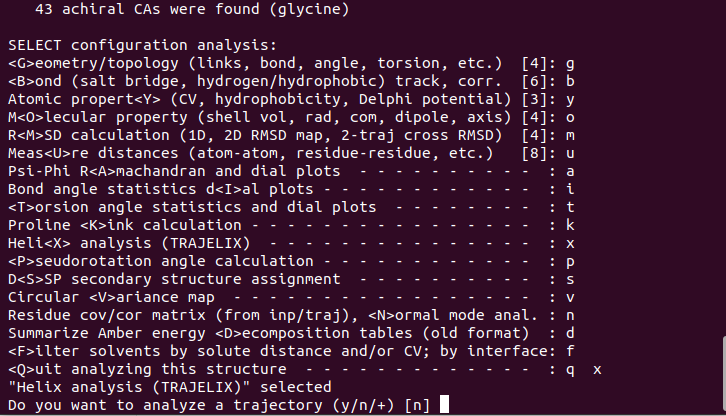 43 achiral CAs were found (glycine)
SELECT configuration analysis:
<G>eometry/topology (links, bond, angle, torsion, etc.)  [4]: g
<B>ond (salt bridge, hydrogen/hydrophobic) track, corr.  [6]: b
Atomic propert<Y> (CV, hydrophobicity, Delphi potential) [3]: y
M<O>lecular property (shell vol, rad, com, dipole, axis) [4]: o
R<M>SD calculation (1D, 2D RMSD map, 2-traj cross RMSD)  [4]: m
Meas<U>re distances (atom-atom, residue-residue, etc.)   [8]: u
Psi-Phi R<A>machandran and dial plots  - - - - - - - - - -  : a
Bond angle statistics d<I>al plots - - - - - - - - - - - -  : i
<T>orsion angle statistics and dial plots  - - - - - - - -  : t
Proline <K>ink calculation - - - - - - - - - - - - - - - -  : k
Heli<X> analysis (TRAJELIX)  - - - - - - - - - - - - - - -  : x
<P>seudorotation angle calculation - - - - - - - - - - - -  : p
D<S>SP secondary structure assignment  - - - - - - - - - -  : s
Circular <V>ariance map  - - - - - - - - - - - - - - - - -  : v
Residue cov/cor matrix (from inp/traj), <N>ormal mode anal. : n
Summarize Amber energy <D>ecomposition tables (old format)  : d
<F>ilter solvents by solute distance and/or CV; by interface: f
<Q>uit analyzing this structure  - - - - - - - - - - - - -  : q  x
"Helix analysis (TRAJELIX)" selected
Do you want to analyze a trajectory (y/n/+) [n]